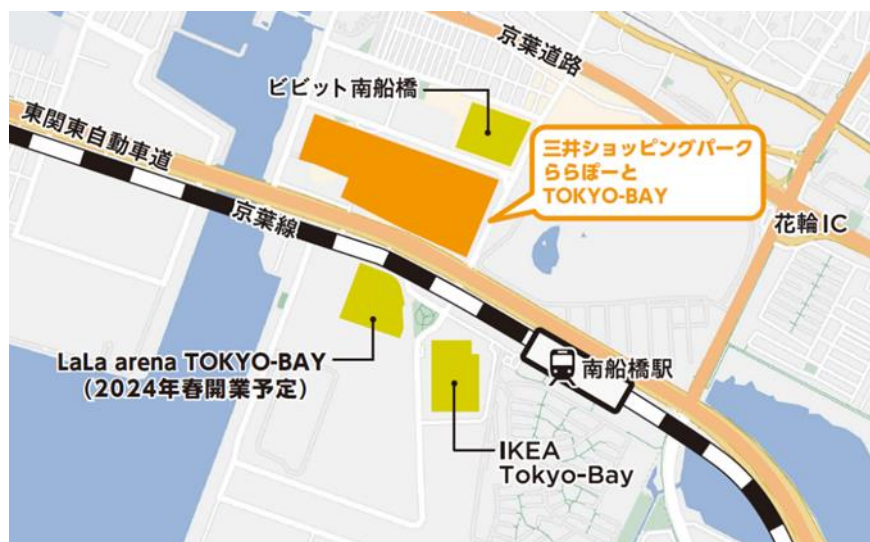 京葉道路
ビビット南船橋
東関東自動車道
三井ショッピングパーク
ららぽーと
TOKYO-BAY
京葉線
花輪IC
LaLa arena TOKYO-BAY
(2024年春開業予定)
南船橋駅
IKEA
Tokyo-Bay